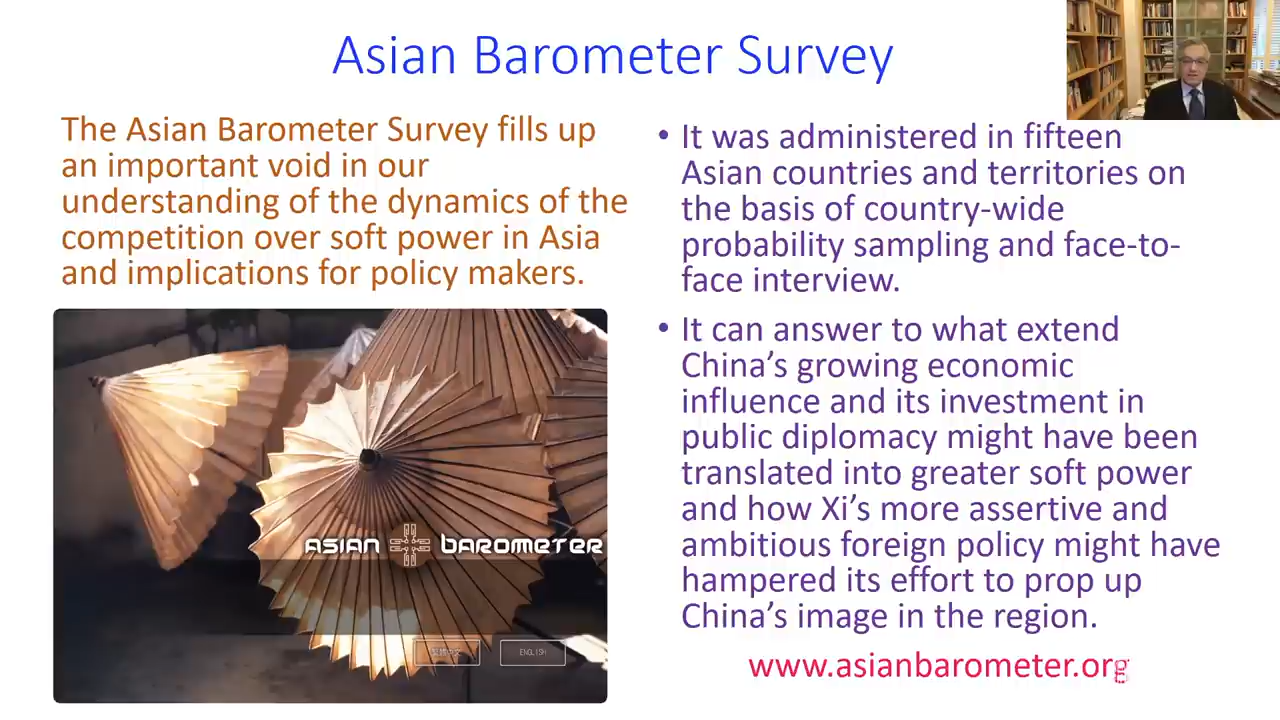 Asian Barometer Survey
The Asian Barometer Survey fills up
an important void in our
understanding of the dynamics of the
competition over soft power in Asia
and implications for policy makers.
ASIAN BAROMETER
繁體中文
ENGLISH
• It was administered in fifteen
Asian countries and territories on
the basis of country-wide
probability sampling and face-to-
face interview.
• It can answer to what extend
China’s growing economic
influence and its investment in
public diplomacy might have been
translated into greater soft power
and how Xi’s more assertive and
ambitious foreign policy might have
hampered its effort to prop up
China’s image in the region.
www.asianbarometer.org